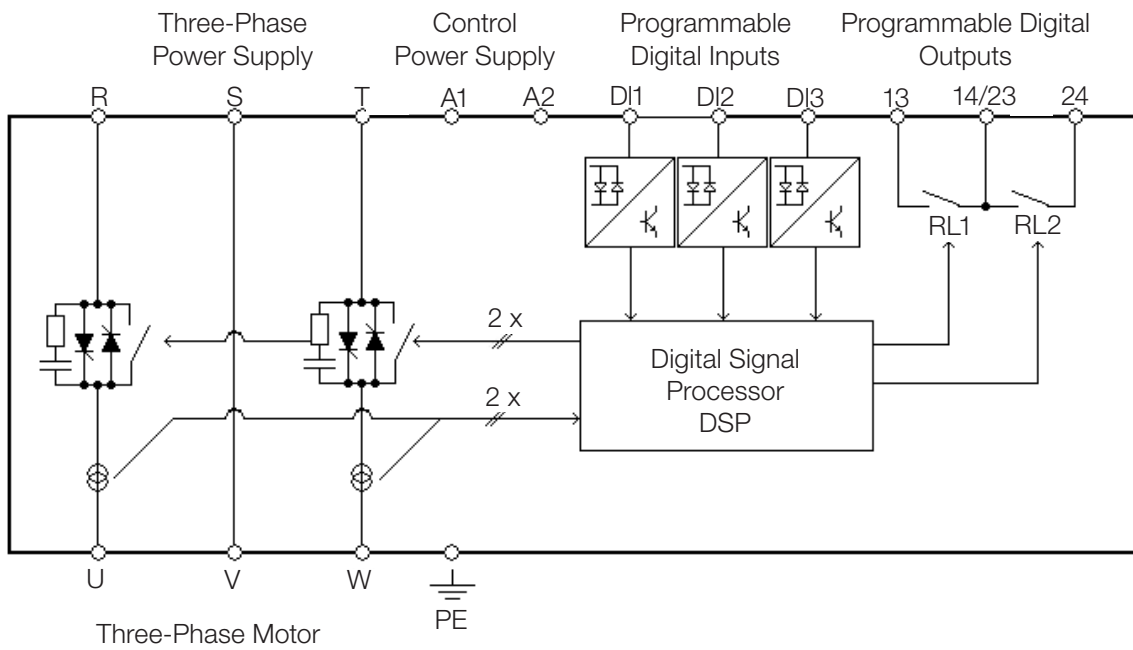 Three-Phase
Power Supply
Control
Power Supply
Programmable
Digital Inputs
Programmable Digital
Outputs
R
S
T
A1
A2
DI1
DI2
DI3
13
14/23
24
RL1
RL2
2 x
2 x
Digital Signal
Processor
DSP
U
V
W
PE
Three-Phase Motor